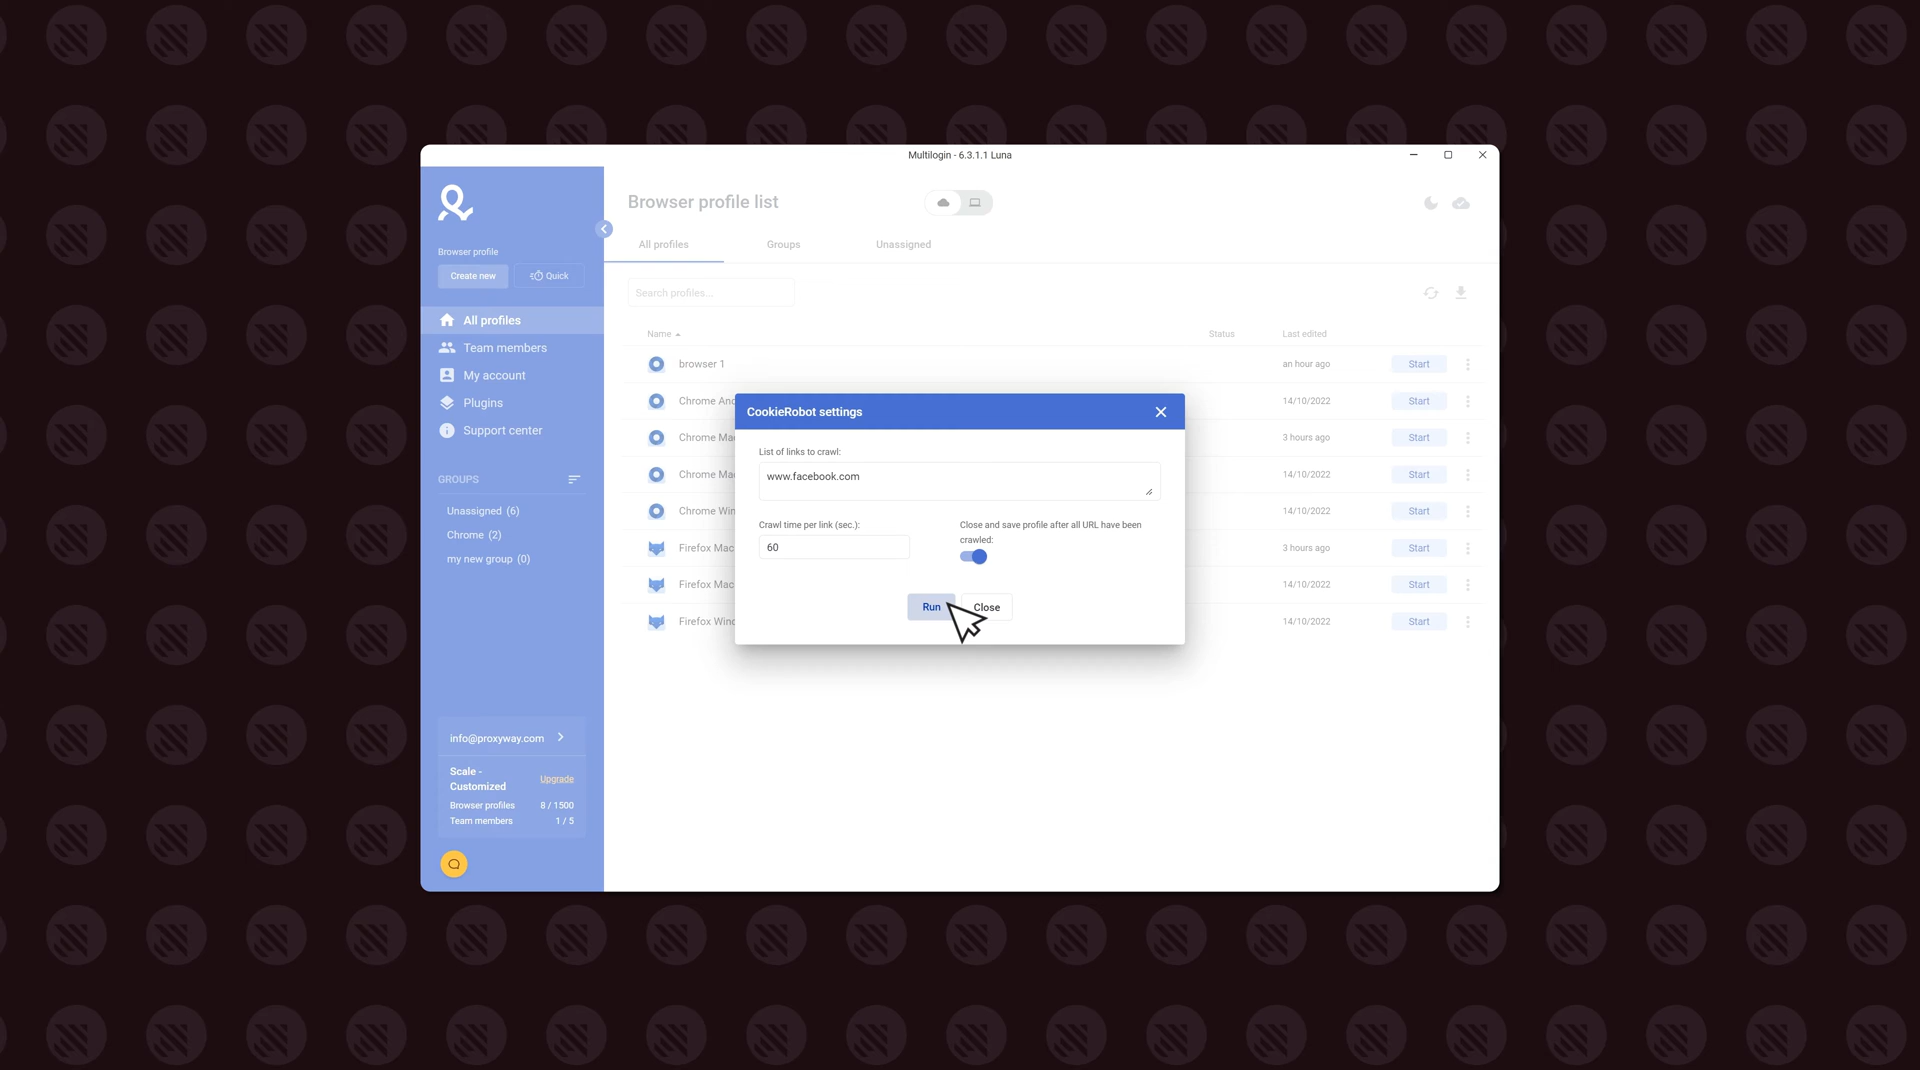 Multilogin - 6.3.1.1 Luna
Browser profile list
Browser profile
Create new
Quick
All profiles
Team members
My account
Plugins
Support center
GROUPS
Unassigned (6)
Chrome (2)
my new group (0)
info@proxyway.com
Scale -
Customized
Upgrade
Browser profiles 8 / 1500
Team members 1 / 5
All profiles Groups Unassigned
Search profiles...
Name Status Last edited
browser 1 an hour ago Start
Chrome And 14/10/2022 Start
Chrome Mac 3 hours ago Start
Chrome Mac 14/10/2022 Start
Chrome Win 14/10/2022 Start
Firefox Mac 3 hours ago Start
Firefox Mac 14/10/2022 Start
Firefox Wind 14/10/2022 Start
CookieRobot settings
List of links to crawl:
www.facebook.com
Crawl time per link (sec.):
60
Close and save profile after all URL have been
crawled:
Run
Close